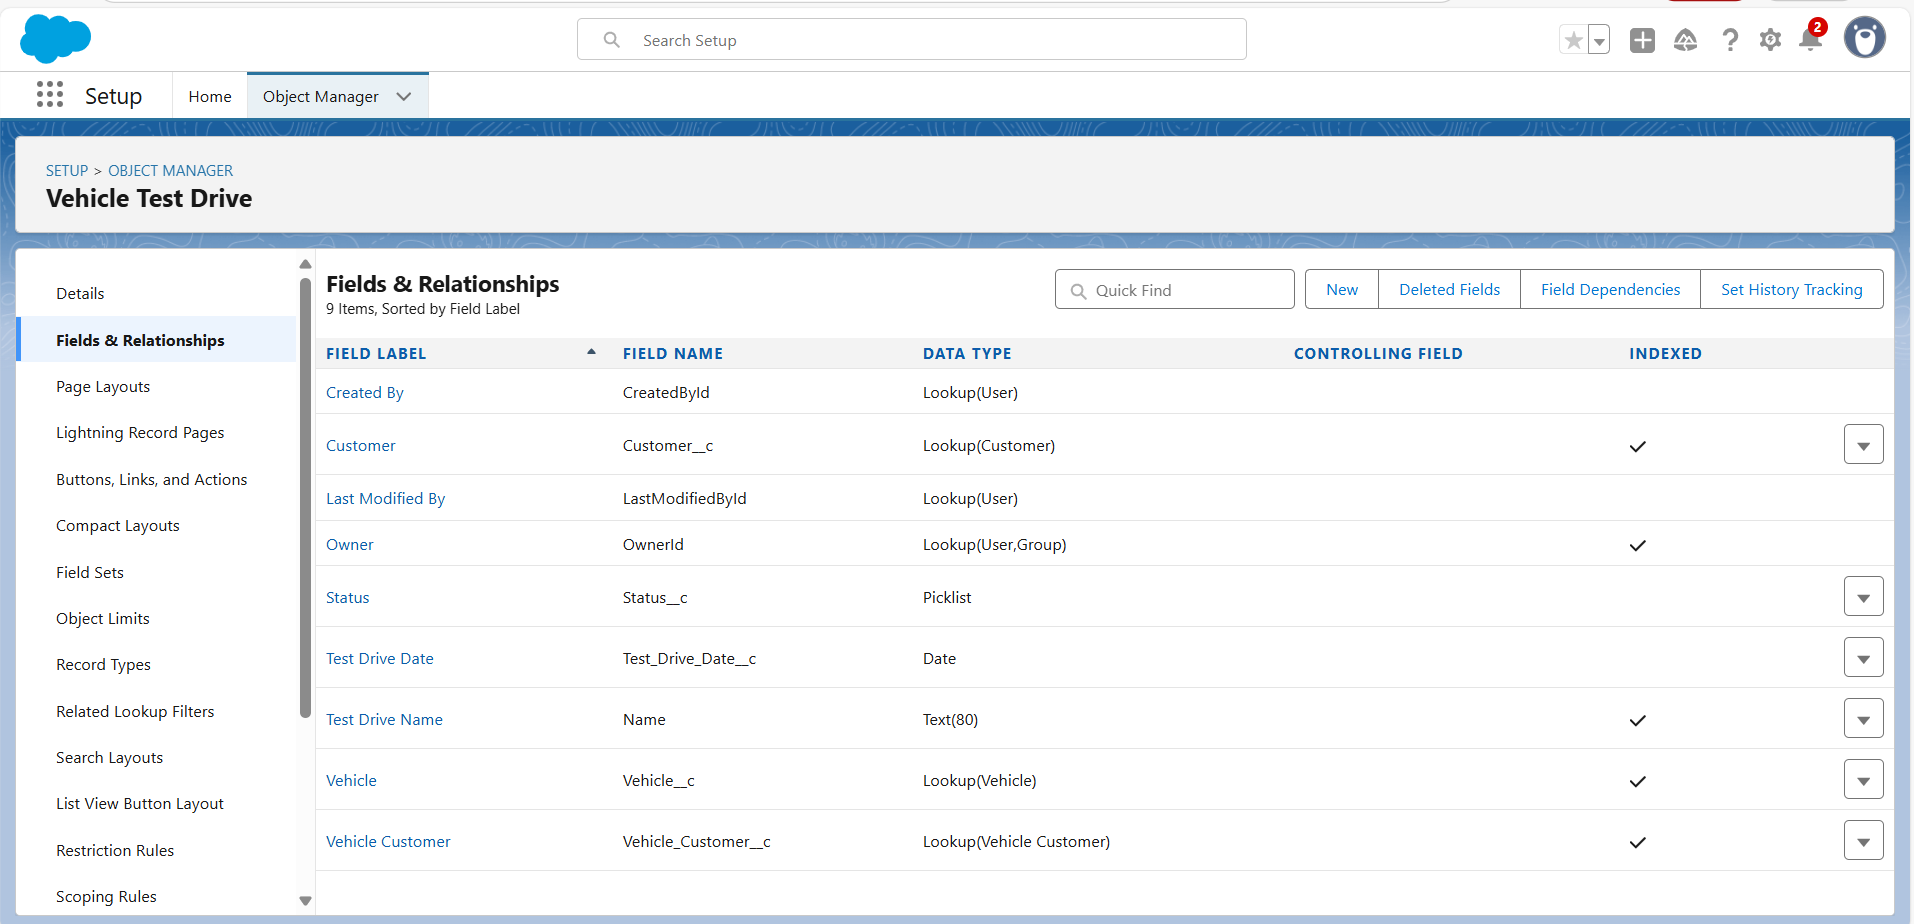 Search Setup
2
Setup
Home
Object Manager
SETUP > OBJECT MANAGER
Vehicle Test Drive
Details
Fields & Relationships
Page Layouts
Lightning Record Pages
Buttons, Links, and Actions
Compact Layouts
Field Sets
Object Limits
Record Types
Related Lookup Filters
Search Layouts
List View Button Layout
Restriction Rules
Scoping Rules
Fields & Relationships
9 Items, Sorted by Field Label
Quick Find
New
Deleted Fields
Field Dependencies
Set History Tracking
FIELD LABEL FIELD NAME DATA TYPE CONTROLLING FIELD INDEXED
Created By CreatedById Lookup(User)
Customer Customer__c Lookup(Customer)
Last Modified By LastModifiedById Lookup(User)
Owner OwnerId Lookup(User,Group)
Status Status__c Picklist
Test Drive Date Test_Drive_Date__c Date
Test Drive Name Name Text(80)
Vehicle Vehicle__c Lookup(Vehicle)
Vehicle Customer Vehicle_Customer__c Lookup(Vehicle Customer)